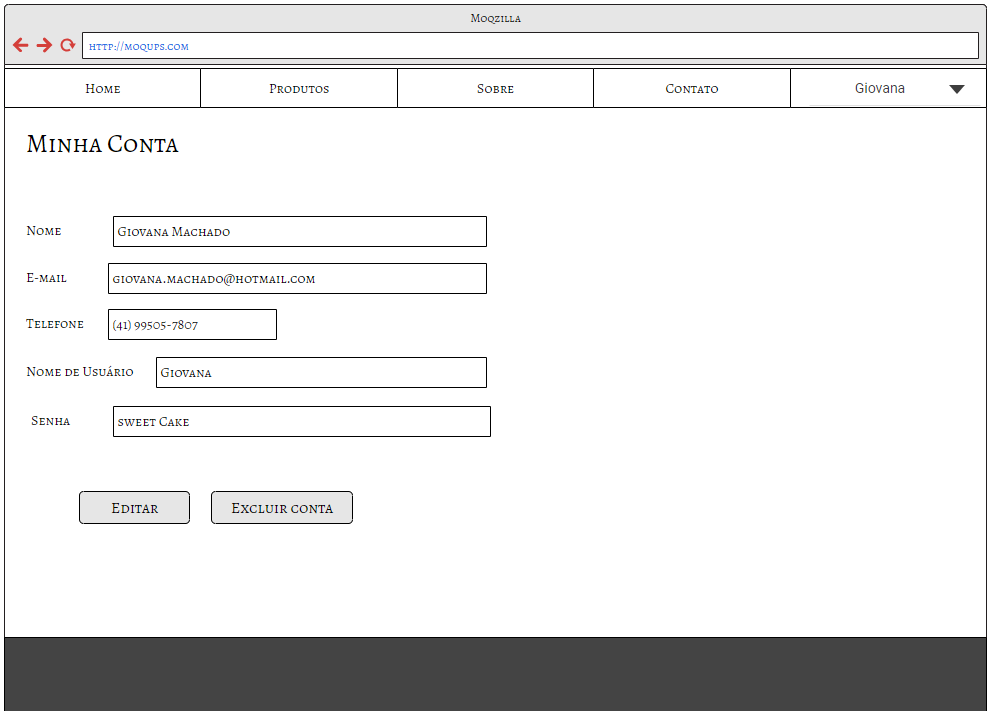 Moqzilla
http://moqups.com
Home Produtos Sobre Contato Giovana
Minha Conta
Nome Giovana Machado
E-mail giovana.machado@hotmail.com
Telefone (41) 99505-7807
Nome de Usuário Giovana
Senha sweet Cake
Editar Excluir conta